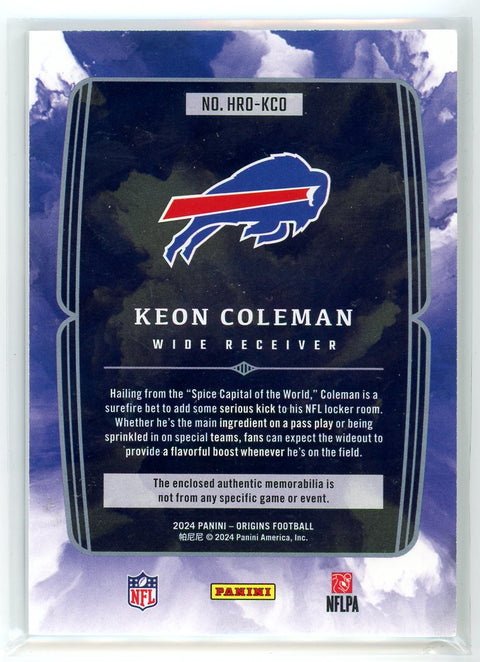 NO. HRO-KCO
KEON COLEMAN
WIDE RECEIVER
Hailing from the “Spice Capital of the World,” Coleman is a
surefire bet to add some serious kick to his NFL locker room.
Whether he's the main ingredient on a pass play or being
sprinkled in on special teams, fans can expect the wideout to
provide a flavorful boost whenever he's on the field.
The enclosed authentic memorabilia is
not from any specific game or event.
2024 PANINI – ORIGINS FOOTBALL
帕尼尼 © 2024 Panini America, Inc.
NFL
PANINI
NFLPA